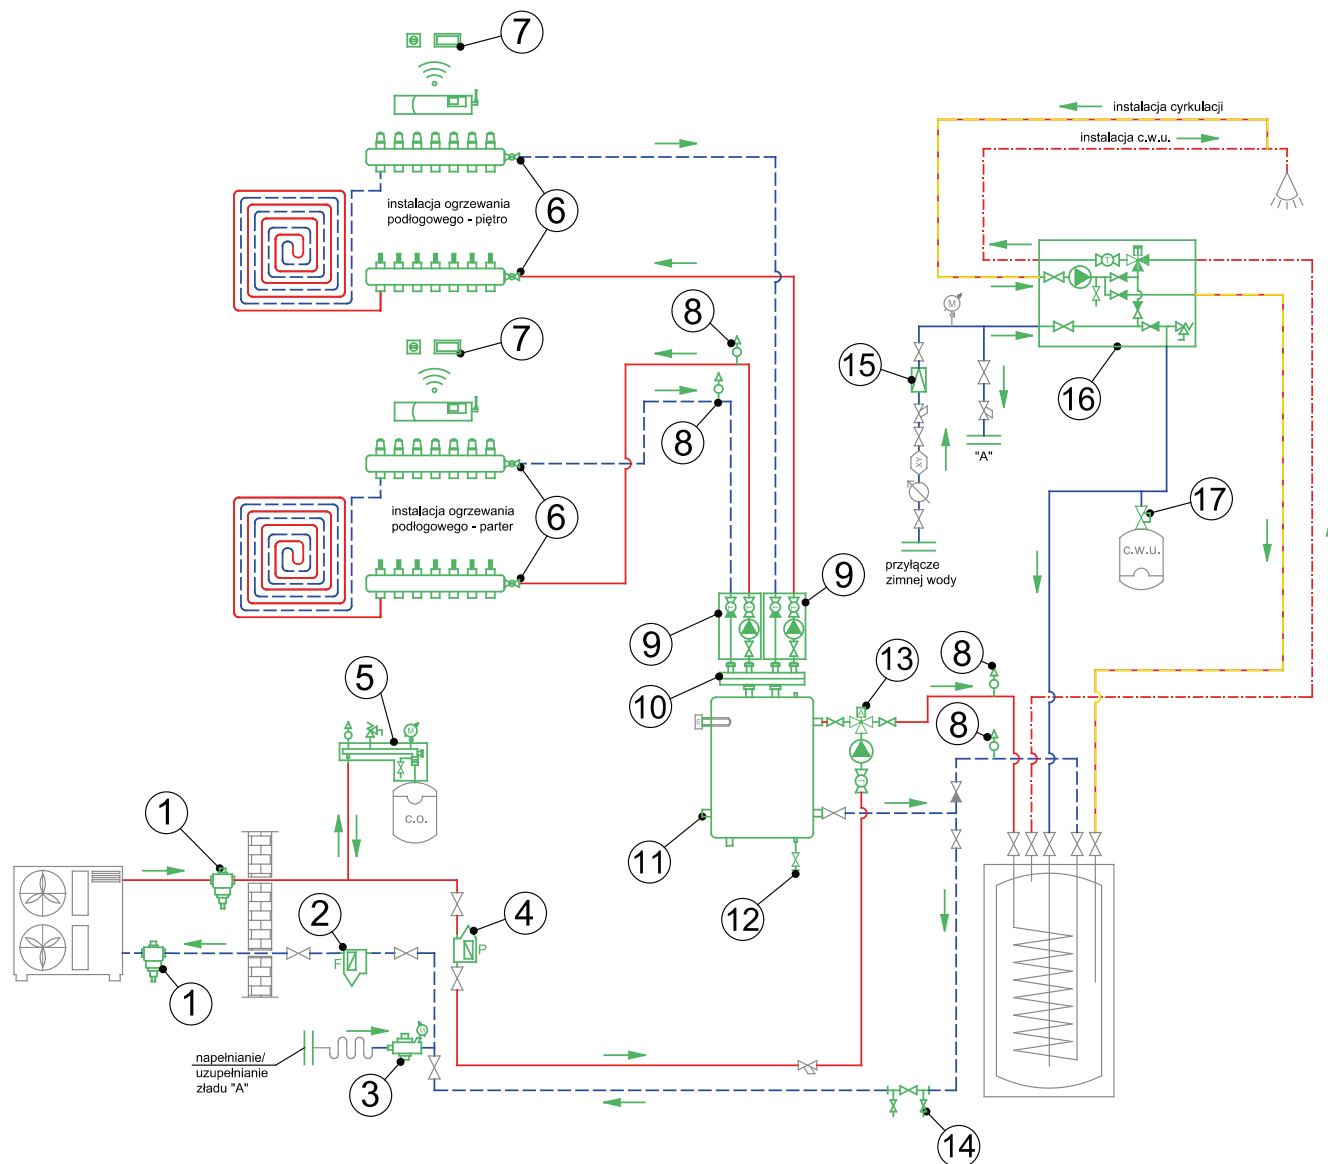 7
instalacja cyrkulacji
instalacja c.w.u.
6
instalacja ogrzewania
podłogowego - piętro
T
M
8
7
15
16
8
"A"
XY
6
instalacja ogrzewania
podłogowego - parter
17
c.w.u.
przyłącze
zimnej wody
9
9
10
13
8
5
A
E
8
M
c.o.
1
11
2
4
12
F
P
1
M
napełnianie/
uzupełnianie
zładu "A"
3
14